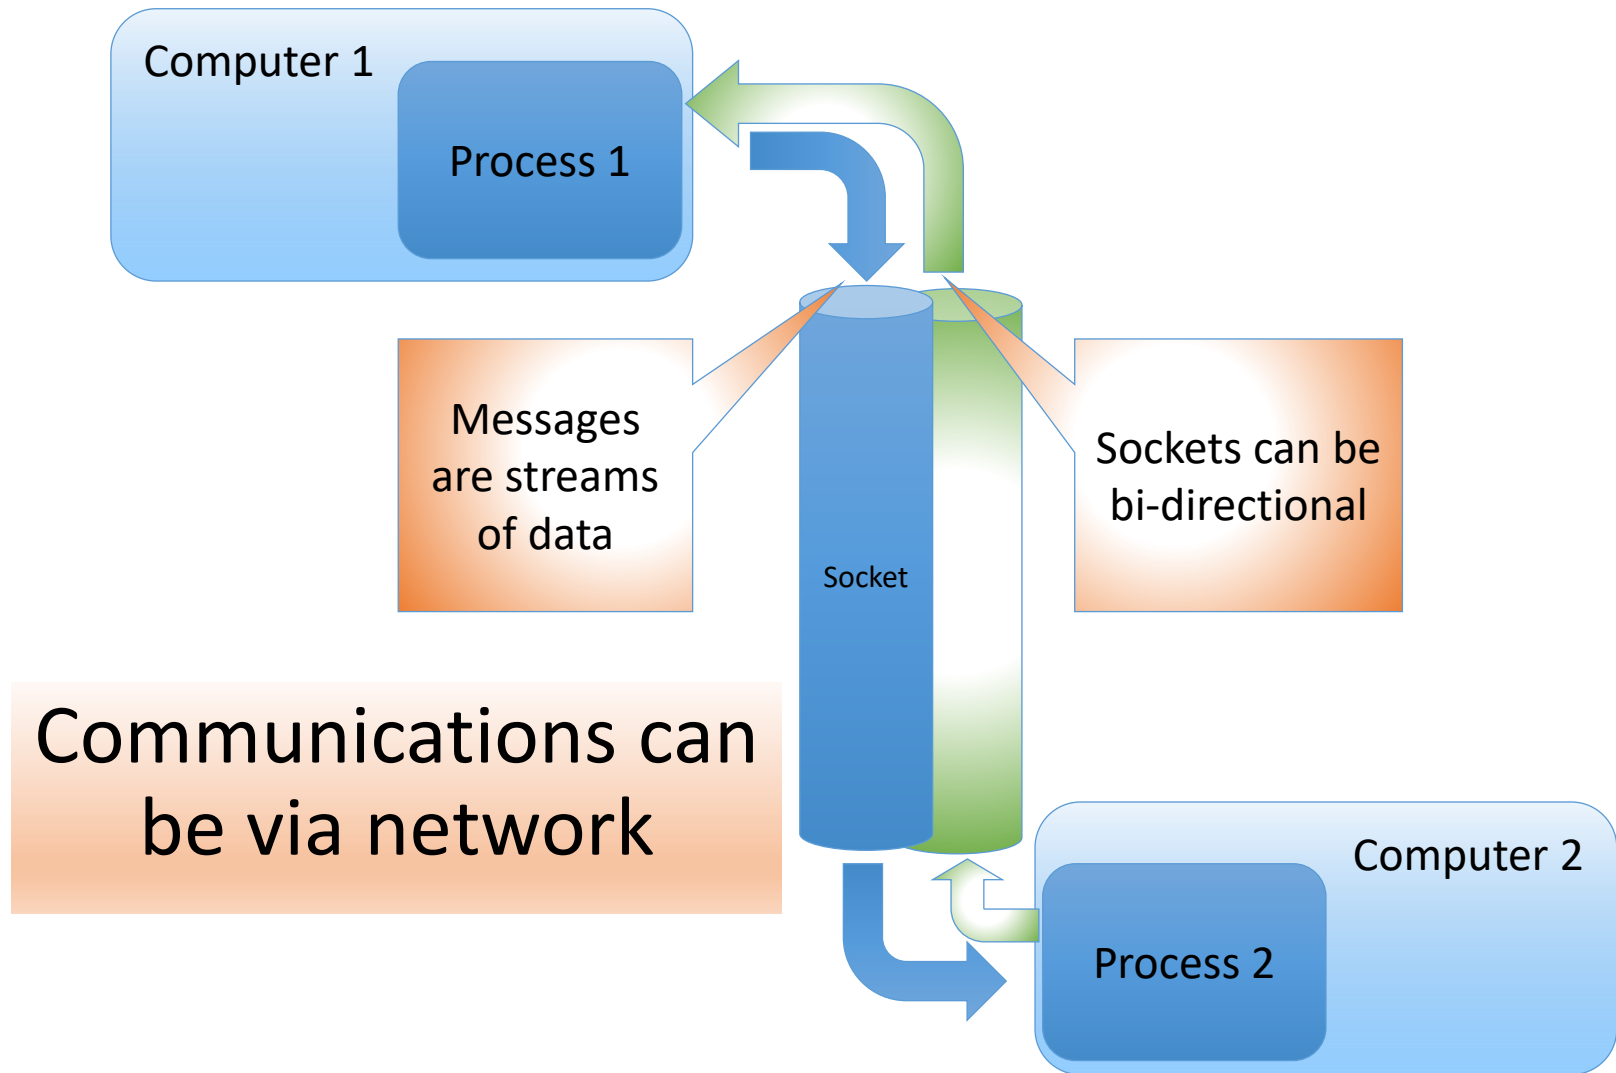 Computer 1
Process 1
Messages
are streams
of data
Sockets can be
bi-directional
Socket
Communications can
be via network
Computer 2
Process 2